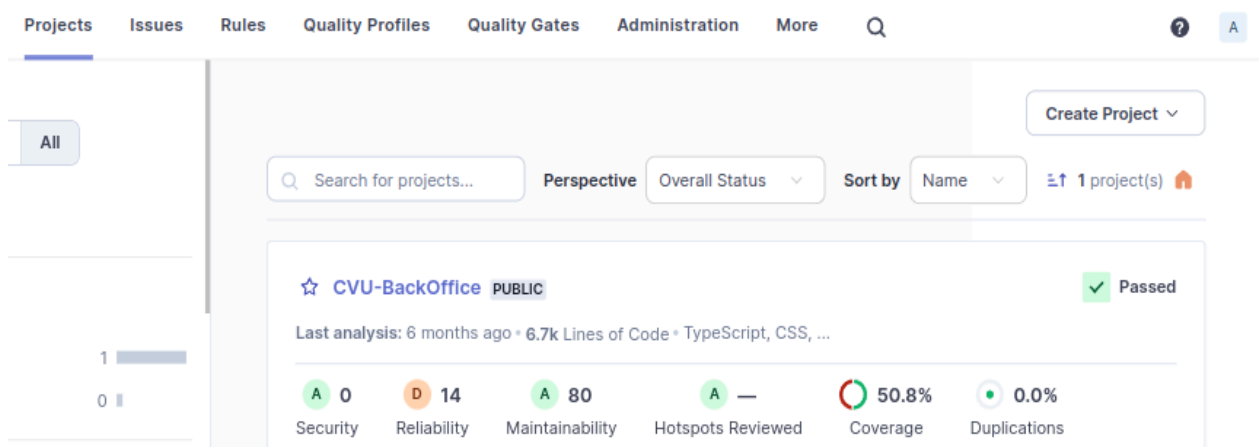 Projects Issues Rules Quality Profiles Quality Gates Administration More A
Create Project
All
Search for projects... Perspective Overall Status Sort by Name 1 project(s)
CVU-BackOffice PUBLIC Passed
Last analysis: 6 months ago • 6.7k Lines of Code • TypeScript, CSS, ...
1
0
A 0 D 14 A 80 A — 50.8% 0.0%
Security Reliability Maintainability Hotspots Reviewed Coverage Duplications